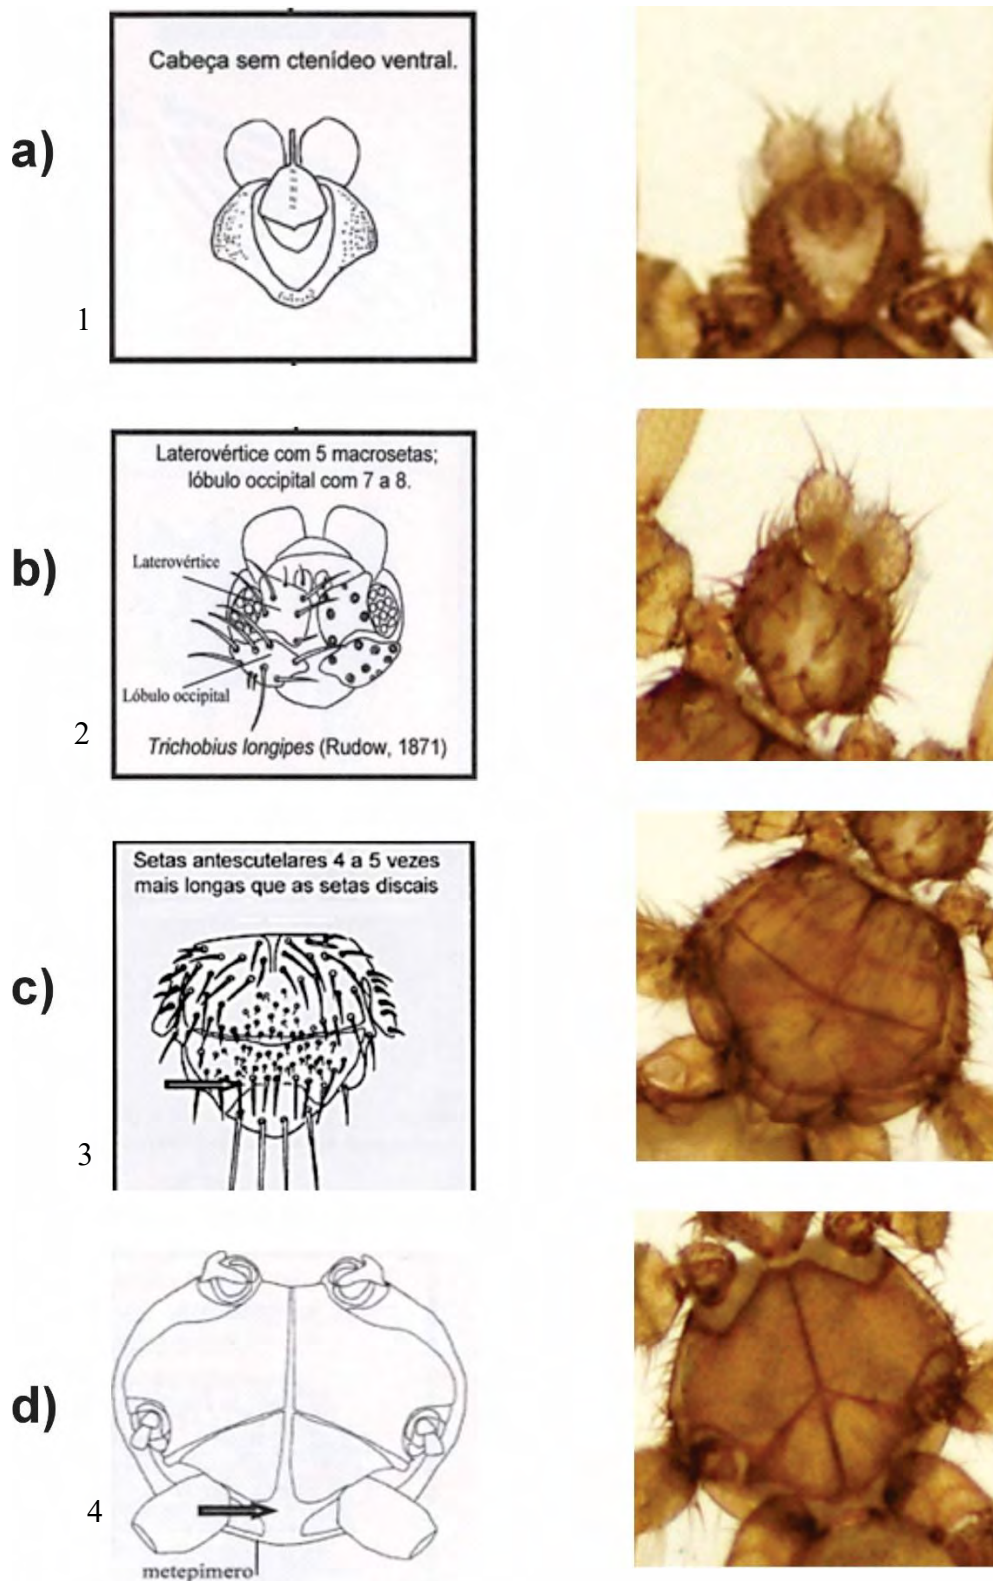 a)
Cabeça sem ctenídeo ventral.
1
b)
Laterovértice com 5 macrosetas;
lóbulo occipital com 7 a 8.
Laterovértice
Lóbulo occipital
2
Trichobius longipes (Rudow, 1871)
c)
Setas antescutelares 4 a 5 vezes
mais longas que as setas discais
3
d)
4
metepímero